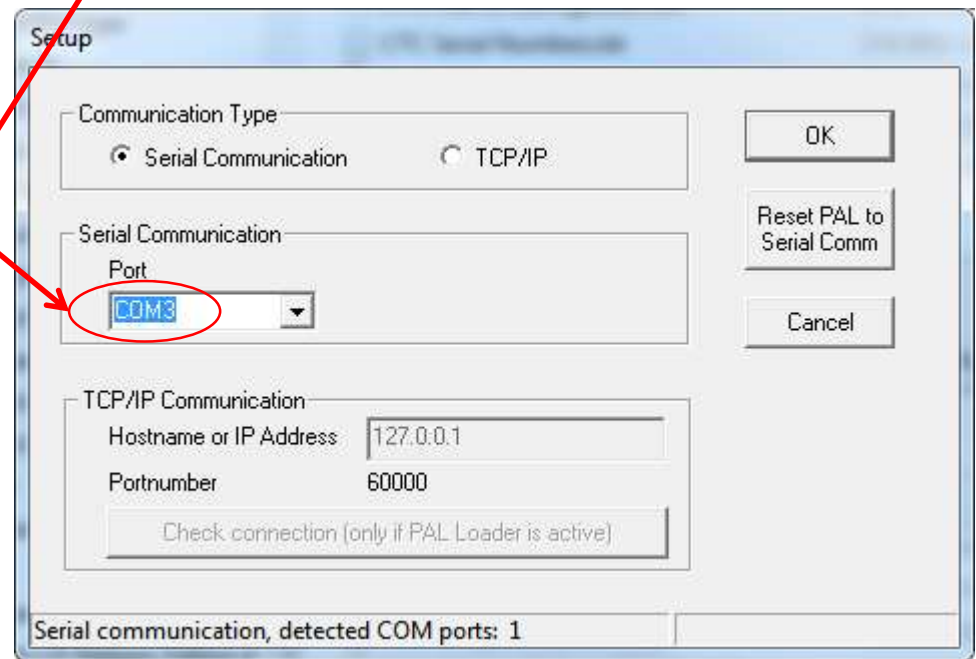 Setup
Communication Type
Serial Communication
TCP/IP
OK
Reset PAL to
Serial Comm
Serial Communication
Port
COM3
Cancel
TCP/IP Communication
Hostname or IP Address
127.0.0.1
Portnumber
60000
Check connection (only if PAL Loader is active)
Serial communication, detected COM ports: 1